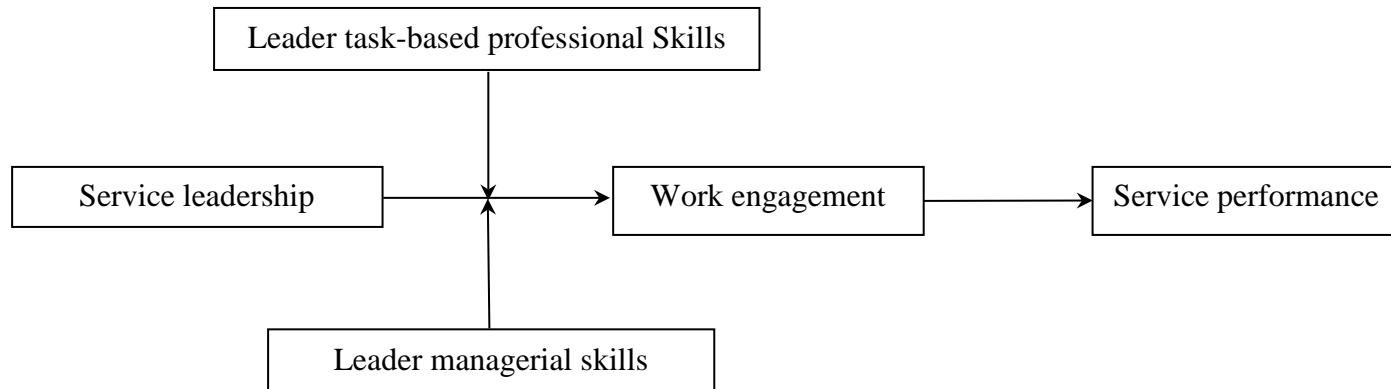 Leader task-based professional Skills
Service leadership
Work engagement
Service performance
Leader managerial skills